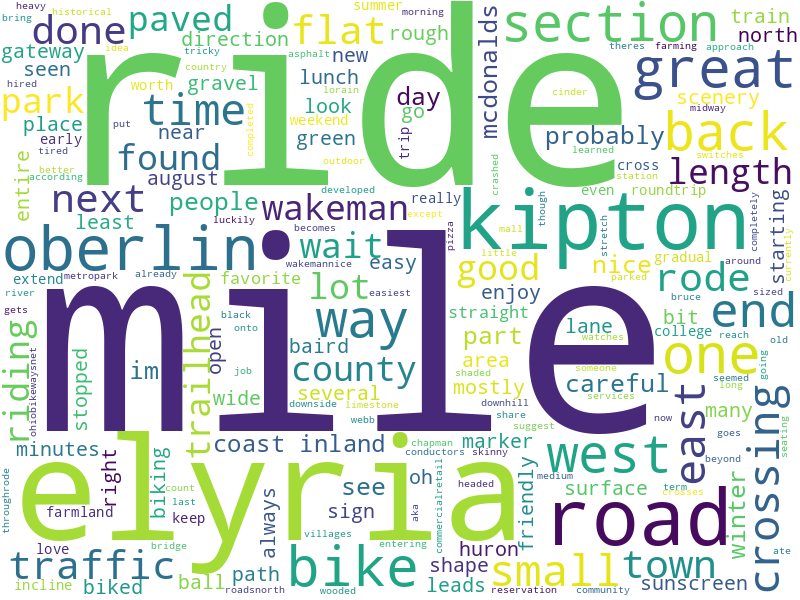 heavy
historical
summer
morning
bring
idea
tricky
done
paved
flat
section
train
gateway
direction
rough
mcdonalds
theres
farming
approach
north
seen
hired
country
asphalt
new
great
gravel
lunch
ride
worth
lorain
cinder
scenery
park
time
look
day
go
midway
place
put
weekend
near
green
trip
probably
back
early
completed
tired
found
outdoor
cross
learned
switches
better
according
august
developed
crashed
even
station
roundtrip
length
entire
next
people
really
though
least
luckily
except
wakeman
kipton
mall
stretch
completely
starting
oberlin
becomes
pizza
little
around
currently
metropark
already
wakemannice
wait
easy
good
nice
gradual
parked
extend
favorite
easiest
river
lot
enjoy
rode
bruce
sized
gets
trailhead
black
onto
mile
way
straight
lane
bit
reach
end
old
riding
ohiobikewaysnet
stopped
open
baird
part
college
seemed
going
im
job
county
area
shaded
watches
someone
one
long
wide
several
mostly
careful
services
downside
limestone
downhill
share
many
now
minutes
coast inland
webb
suggest
marker
goes
east
seating
crossing
elyria
chapman
conductors
skinny
west
beyond
throughrode
right
biking
see
oh
headed
commercialretail
friendly
medium
term
crosses
count
last
farmland
keep
always
sign
aka
surface
winter
road
love
bridge
villages
huron
entering
traffic
path
bike
shape
small
town
ate
incline
biked
ball
roadsnorth
wooded
leads
reservation
community
sunscreen